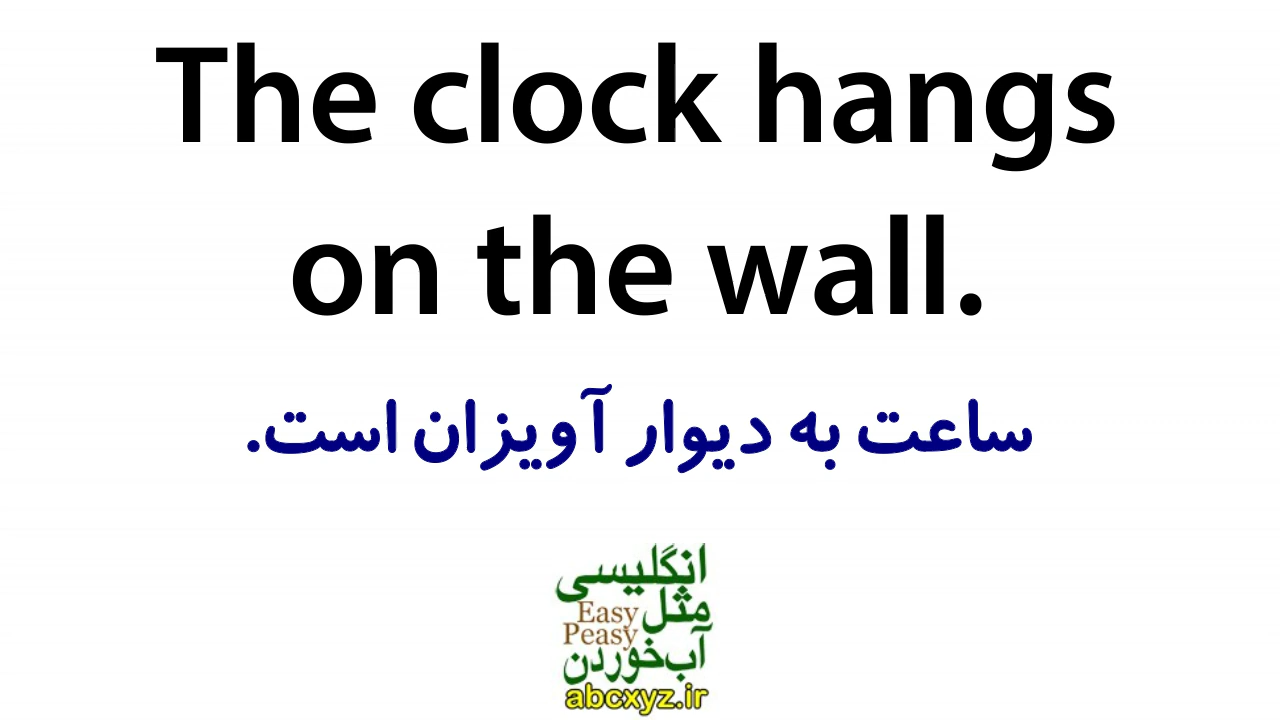 The clock hangs
on the wall.
ساعت به دیوار آویزان است.
انگلیسی
مثل
Easy
Peasy
آب‌خوردن
abcxyz.ir